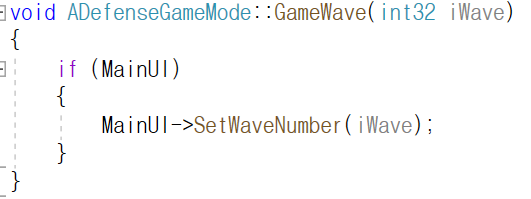 void ADefenseGameMode::GameWave(int32 iWave)
{
if (MainUI)
{
MainUI->SetWaveNumber(iWave);
}
}